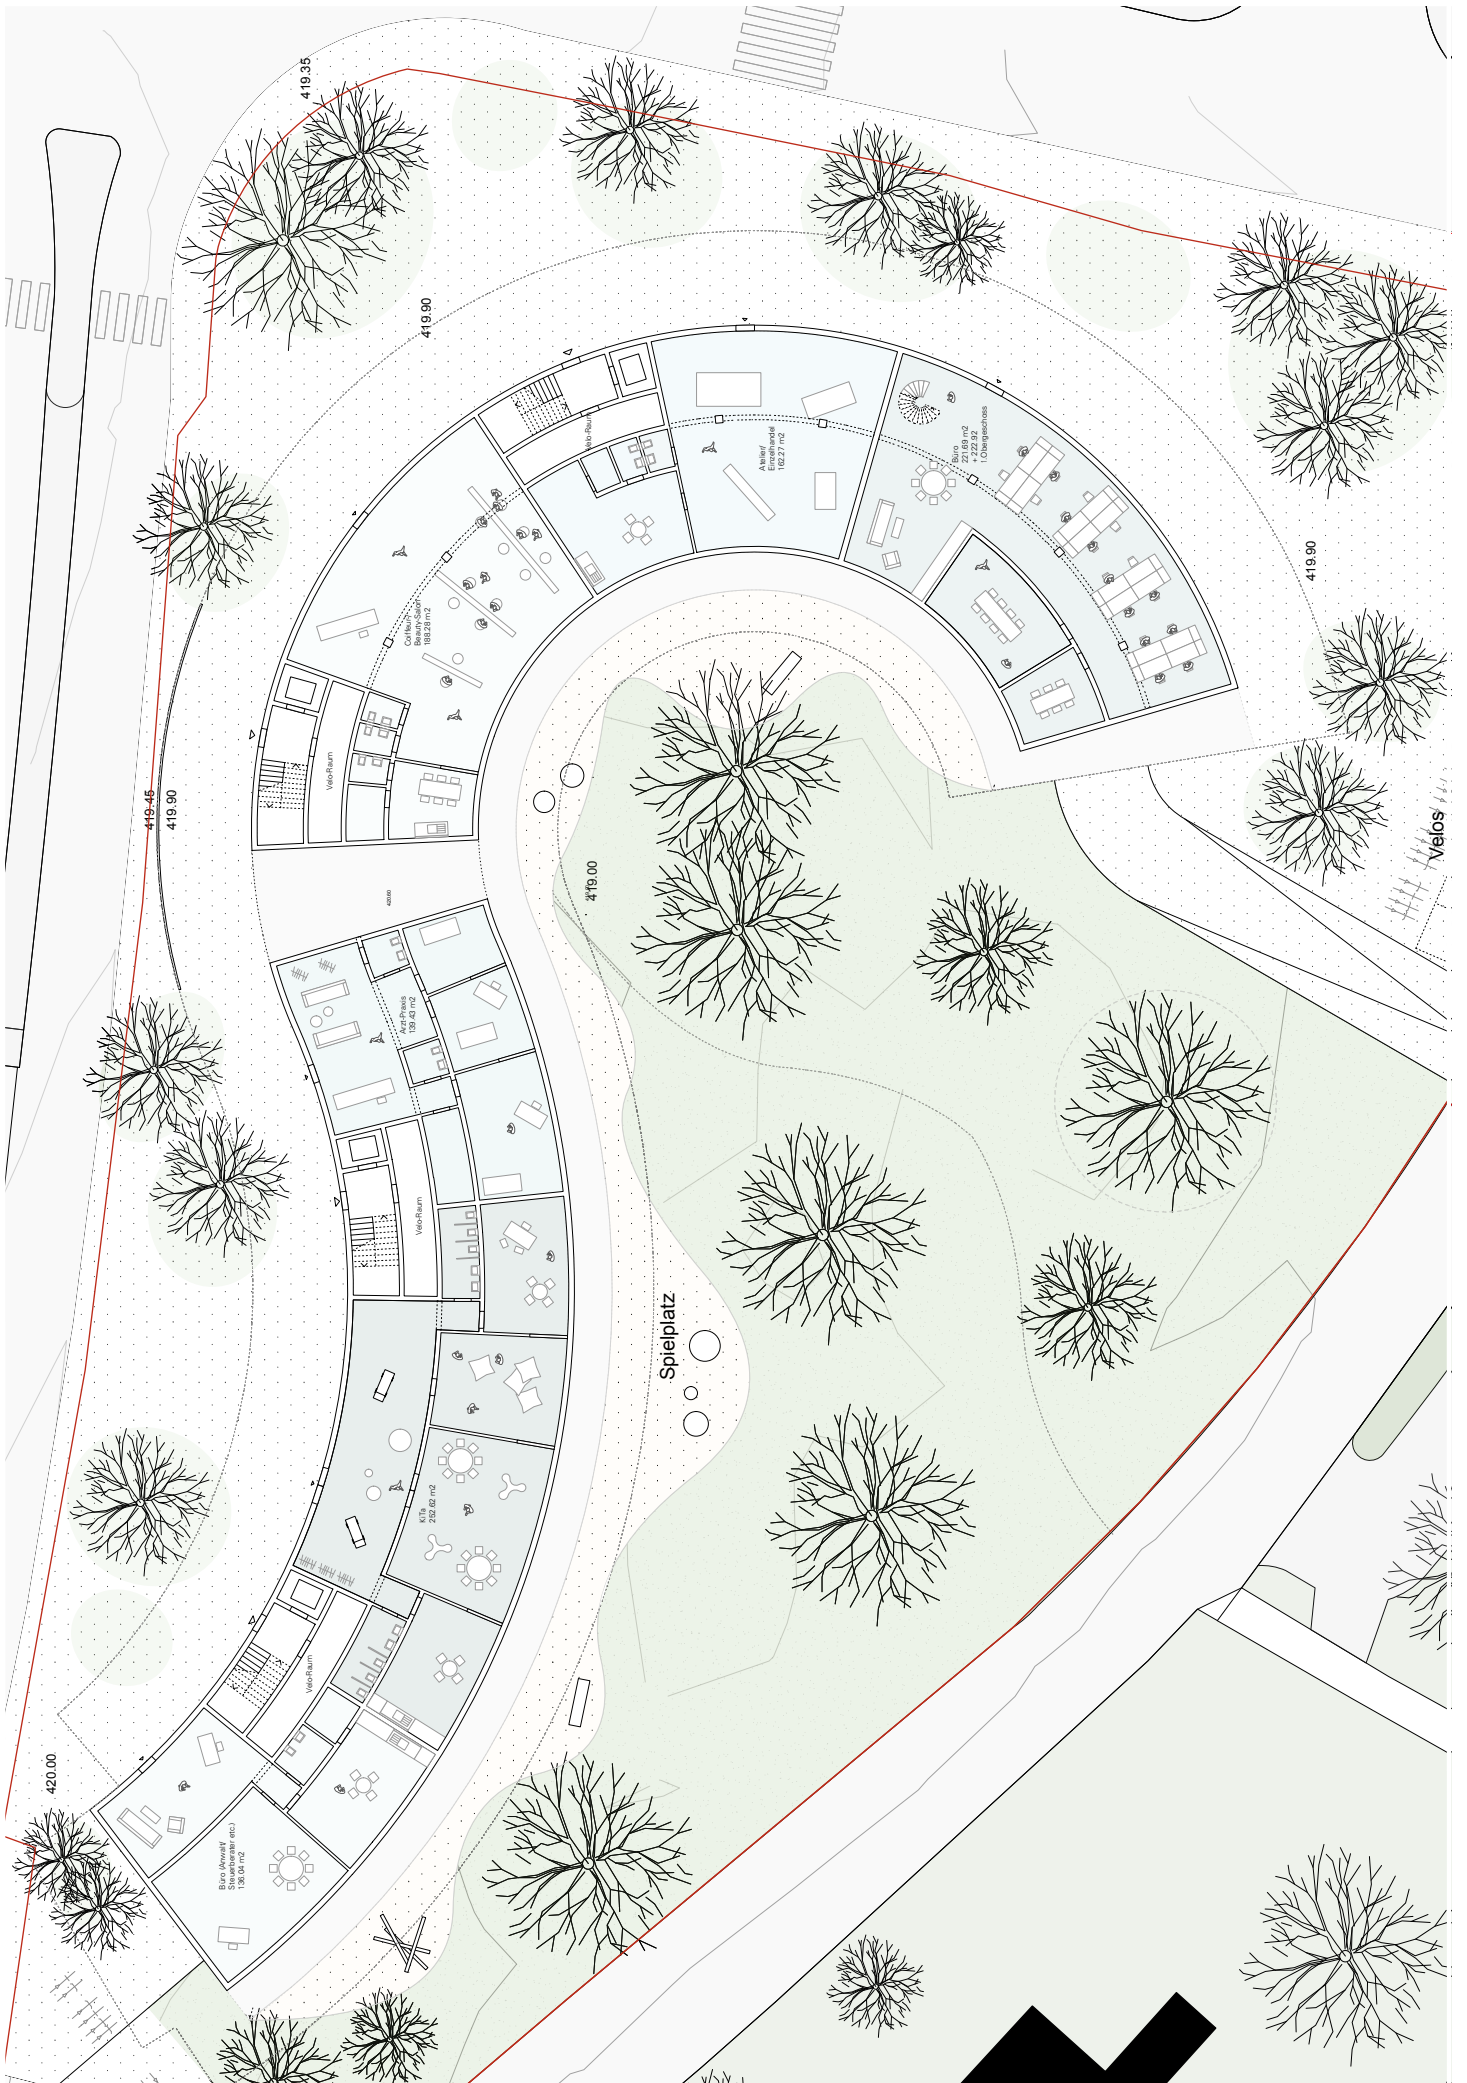 419.35
419.90
Velo-Raum
Atelier/
Einzelhandel
162.27 m2
Büro
221.69 m2
+ 222.92
1.Obergeschoss
419.90
Coiffeur-/
Beauty-Salon
188.28 m2
Velo-Raum
419.45
419.90
Velos
419.00
420.60
Arzt-Praxis
139.43 m2
Velo-Raum
Spielplatz
KiTa
252.62 m2
Velo-Raum
420.00
Büro (Anwalt/
Steuerberater etc.)
136.04 m2